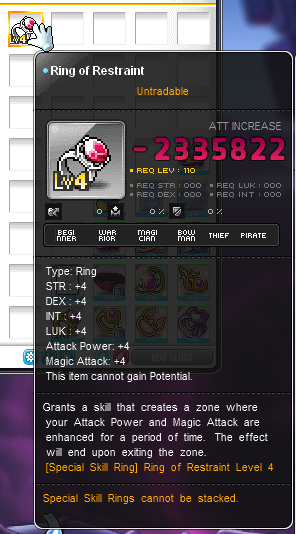 Lv4
Ring of Restraint
Untradable
ATT INCREASE
-2335822
REQ LEV : 110
REQ STR : 000 REQ LUK : 000
REQ DEX : 000 REQ INT : 000
Lv4
0 0 % 0 %
BEGINNER WARRIOR MAGICIAN BOWMAN THIEF PIRATE
Type: Ring
STR : +4
DEX : +4
INT : +4
LUK : +4
Attack Power: +4
Magic Attack: +4
This item cannot gain Potential.
Grants a skill that creates a zone where
your Attack Power and Magic Attack are
enhanced for a period of time. The effect
will end upon exiting the zone.
[Special Skill Ring] Ring of Restraint Level 4
Special Skill Rings cannot be stacked.